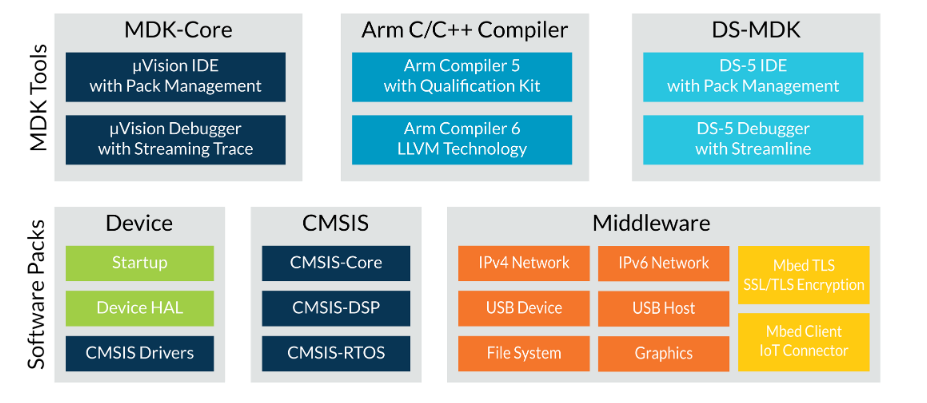 MDK Tools
MDK-Core
µVision IDE
with Pack Management
µVision Debugger
with Streaming Trace
Arm C/C++ Compiler
Arm Compiler 5
with Qualification Kit
Arm Compiler 6
LLVM Technology
DS-MDK
DS-5 IDE
with Pack Management
DS-5 Debugger
with Streamline
Software Packs
Device
Startup
Device HAL
CMSIS Drivers
CMSIS
CMSIS-Core
CMSIS-DSP
CMSIS-RTOS
Middleware
IPv4 Network
IPv6 Network
USB Device
USB Host
File System
Graphics
Mbed TLS
SSL/TLS Encryption
Mbed Client
IoT Connector